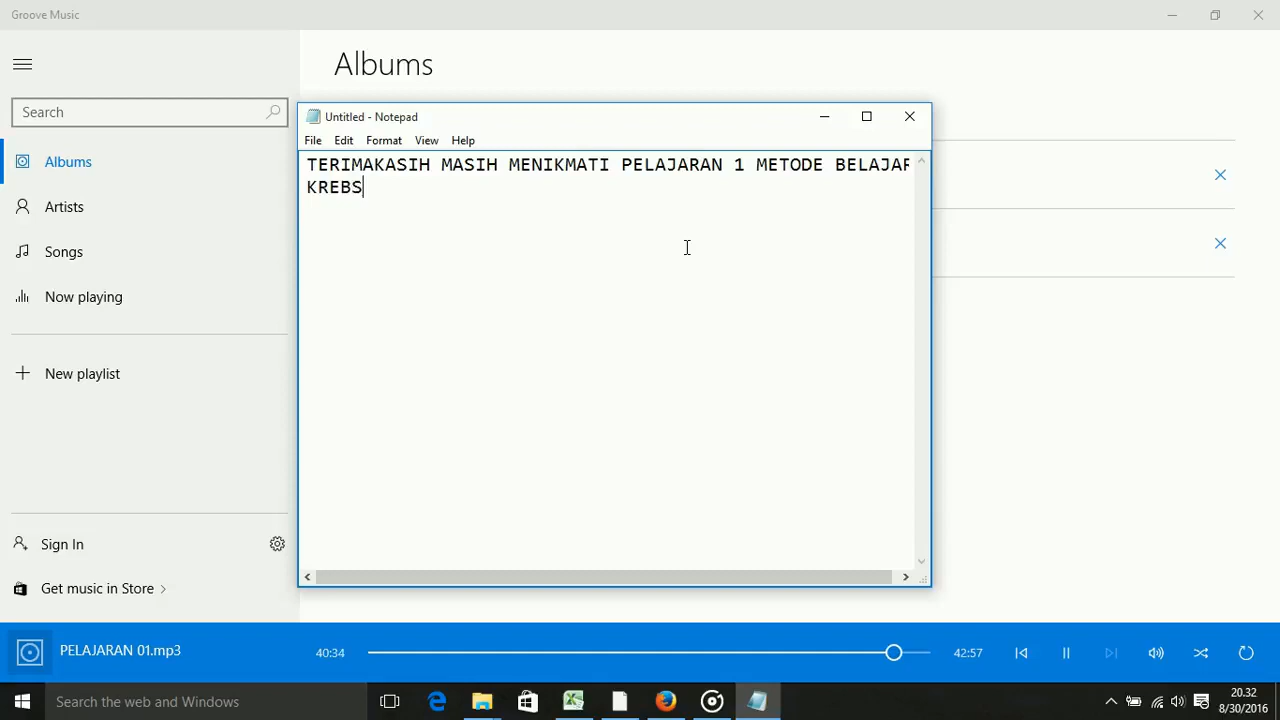 Groove Music
Albums
Search
Untitled - Notepad
File Edit Format View Help
TERIMAKASIH MASIH MENIKMATI PELAJARAN 1 METODE BELAJAR
KREBS
Albums
Artists
Songs
Now playing
New playlist
Sign In
Get music in Store
PELAJARAN 01.mp3
40:34
42:57
Search the web and Windows
20.32
8/30/2016